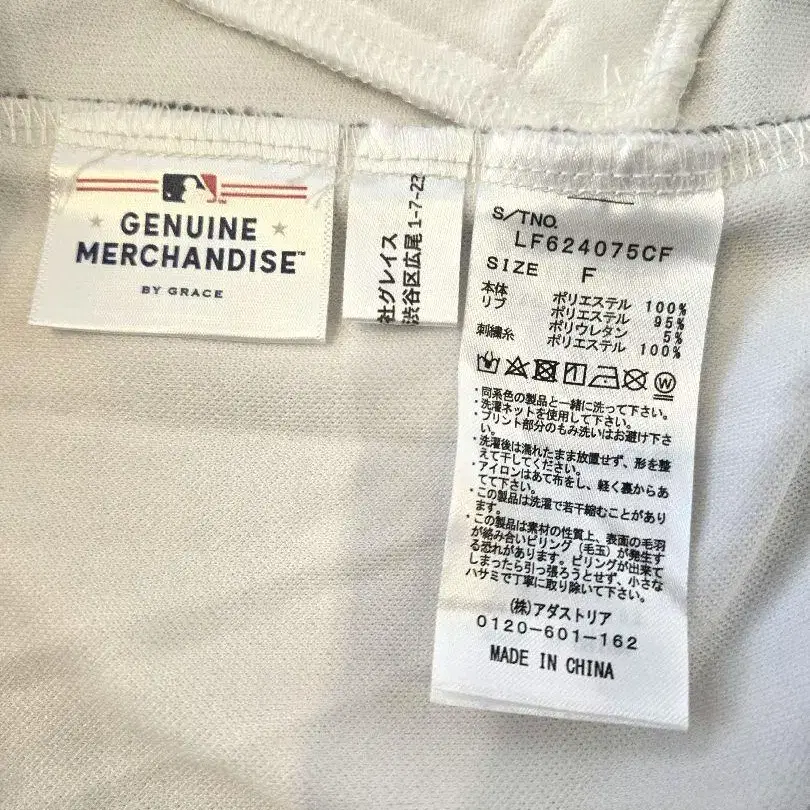 GENUINE
MERCHANDISE™
BY GRACE
社グレイス
渋谷区広尾1-7-23
S/TNO.
LF624075CF
SIZE F
本体 ポリエステル 100%
リブ ポリエステル 95%
ポリウレタン 5%
刺繍糸 ポリエステル 100%
W
・同系色の製品と一緒に洗って下さい。
・洗濯ネットを使用して下さい。
・プリント部分のもみ洗いはお避け下さ
い。
・洗濯後は濡れたまま放置せず、形を整
えて干してください。
・アイロンはあて布をし、軽く裏からあ
てて下さい。
・この製品は洗濯で若干縮むことがあり
ます。
・この製品は素材の性質上、表面の毛羽
が絡み合いピリング（毛玉）が発生す
る恐れがあります。ピリングが出来て
しまったら引っ張ろうとせず、小さな
ハサミで丁寧に取り除いて下さい。
(株)アダストリア
0120-601-162
MADE IN CHINA